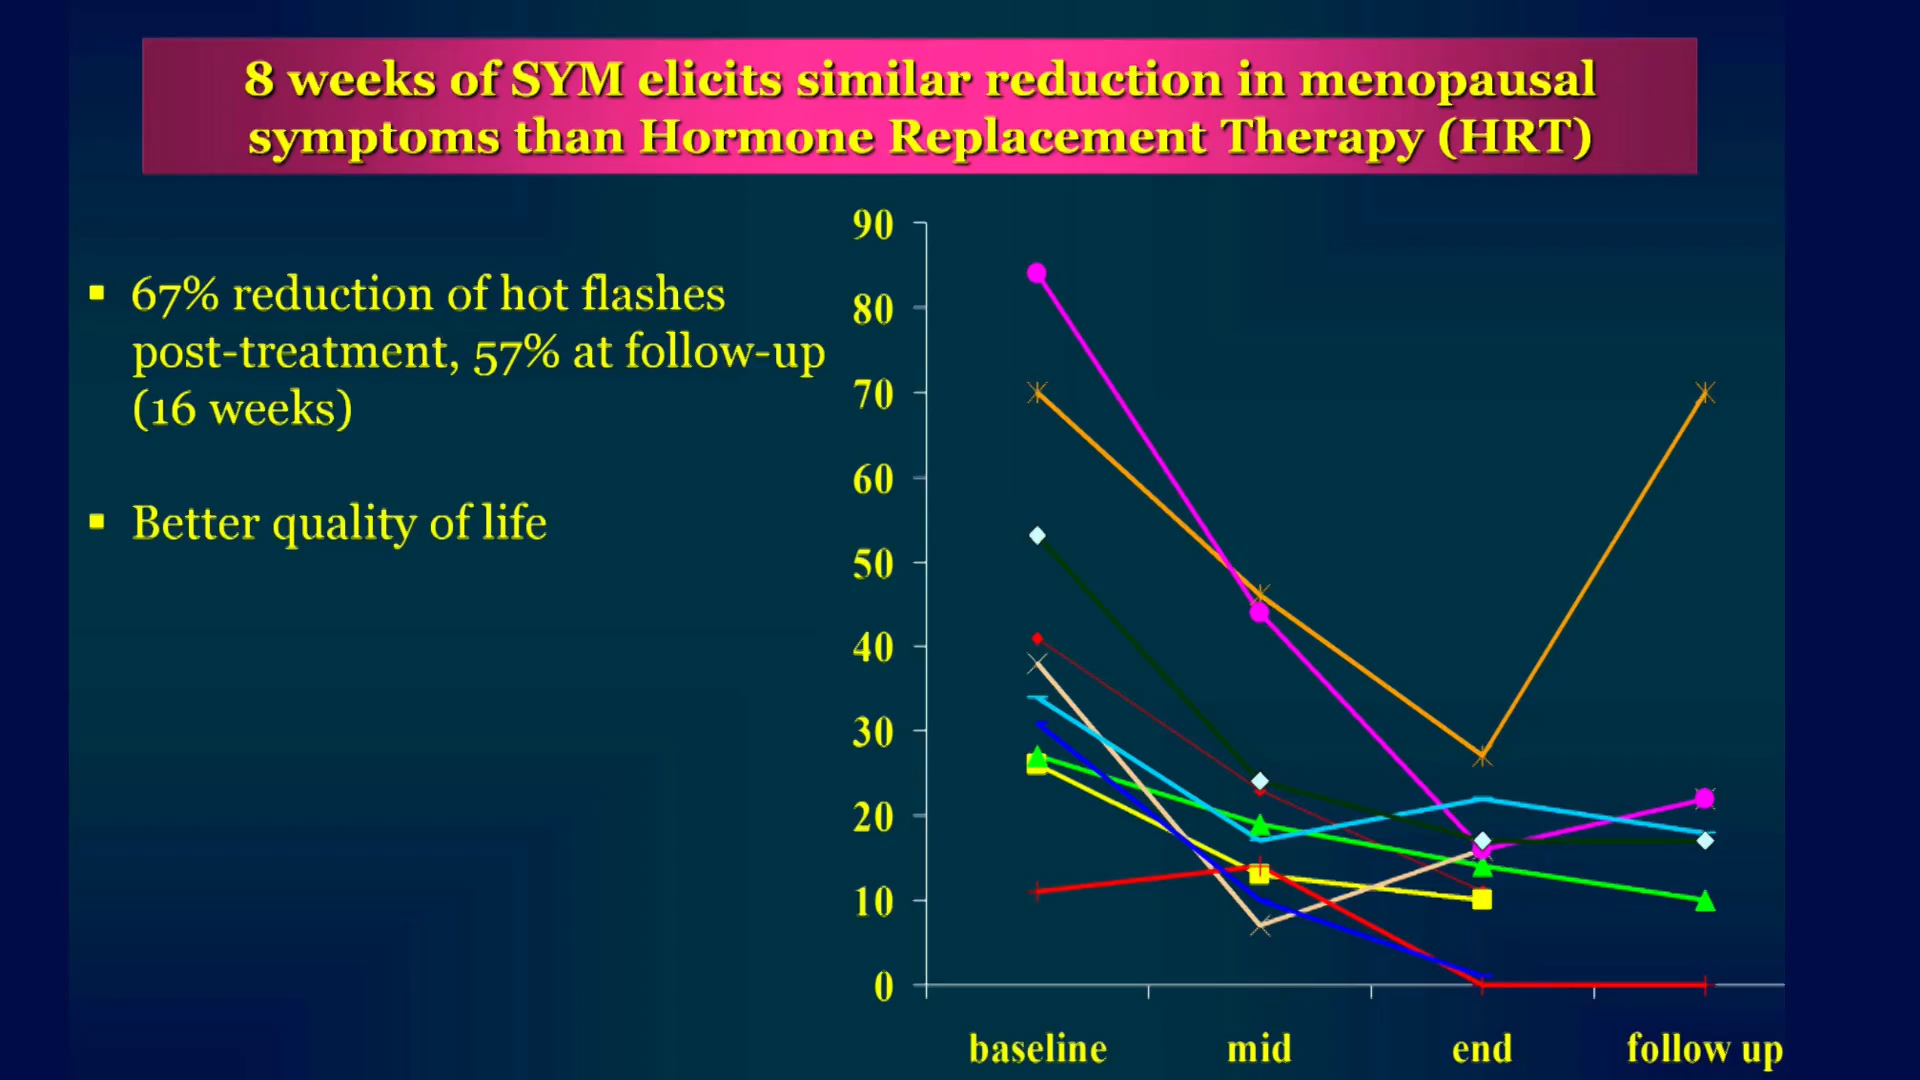 8 weeks of SYM elicits similar reduction in menopausal
symptoms than Hormone Replacement Therapy (HRT)
▪ 67% reduction of hot flashes
post-treatment, 57% at follow-up
(16 weeks)
▪ Better quality of life
90
80
70
60
50
40
30
20
10
0
baseline mid end follow up